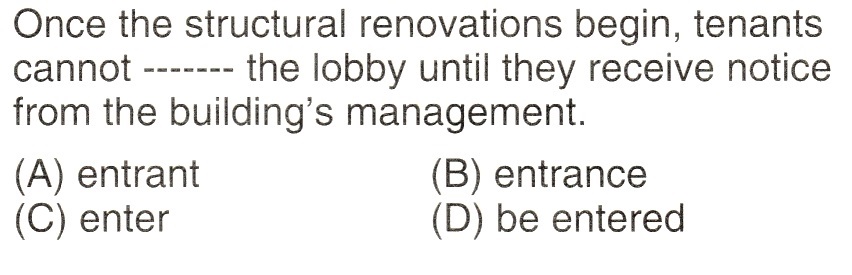 Once the structural renovations begin, tenants
cannot ------- the lobby until they receive notice
from the building's management.
(A) entrant (B) entrance
(C) enter (D) be entered